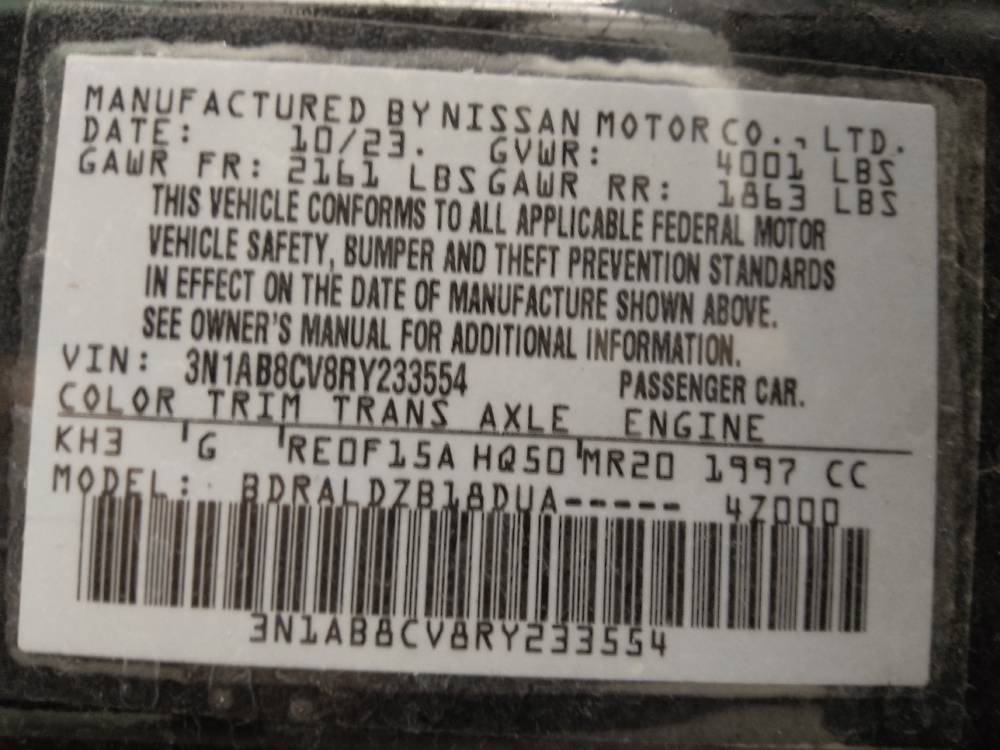 MANUFACTURED BY NISSAN MOTOR CO., LTD.
DATE: 10/23. GVWR: 4001 LBS
GAWR FR: 2161 LBS GAWR RR: 1863 LBS
THIS VEHICLE CONFORMS TO ALL APPLICABLE FEDERAL MOTOR
VEHICLE SAFETY, BUMPER AND THEFT PREVENTION STANDARDS
IN EFFECT ON THE DATE OF MANUFACTURE SHOWN ABOVE.
SEE OWNER'S MANUAL FOR ADDITIONAL INFORMATION.
VIN: 3N1AB8CV8RY233554 PASSENGER CAR.
COLOR TRIM TRANS AXLE ENGINE
KH3 'G 'RE0F15A HQ50 'MR20 1997 CC
MODEL: BDRALDZB18DUA----- 4Z000
3N1AB8CV8RY233554